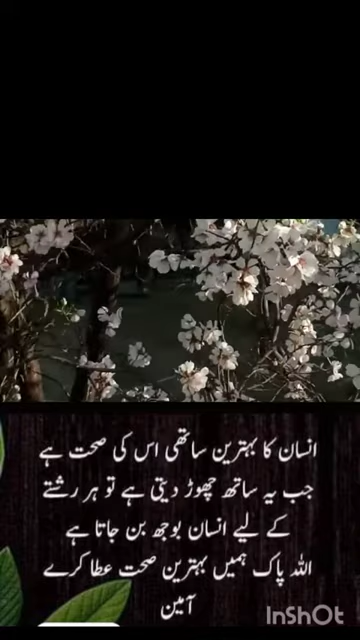 انسان کا بہترین ساتھی اس کی صحت ہے
جب یہ ساتھ چھوڑ دیتی ہے تو ہر رشتے
کے لیے انسان بوجھ بن جاتا ہے
اللہ پاک ہمیں بہترین صحت عطا کرے
آمین
InShOt